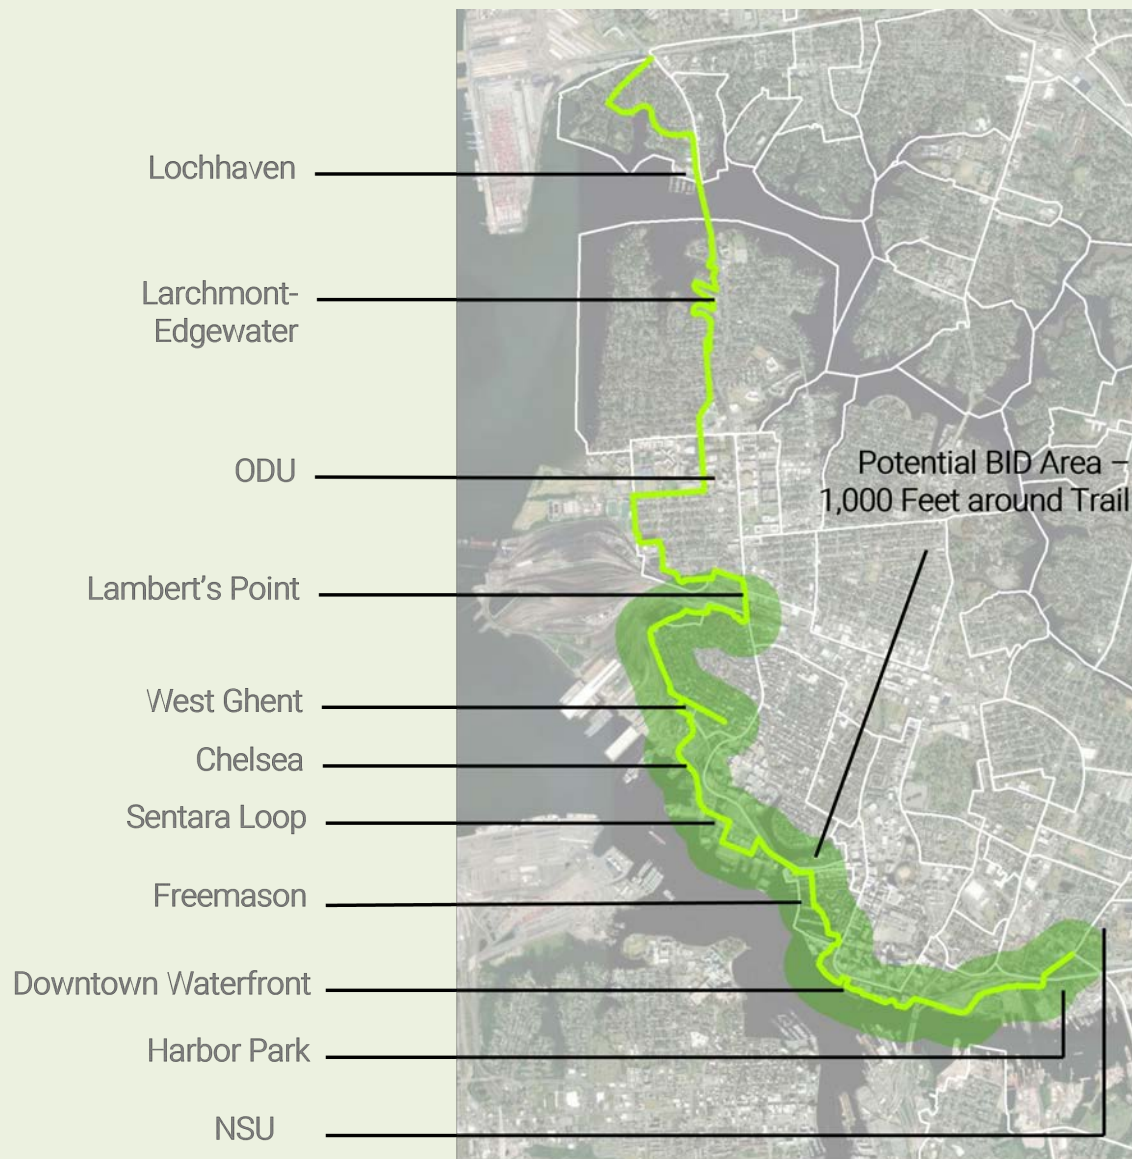 Lochhaven
Larchmont-
Edgewater
ODU
Potential BID Area –
1,000 Feet around Trail
Lambert's Point
West Ghent
Chelsea
Sentara Loop
Freemason
Downtown Waterfront
Harbor Park
NSU